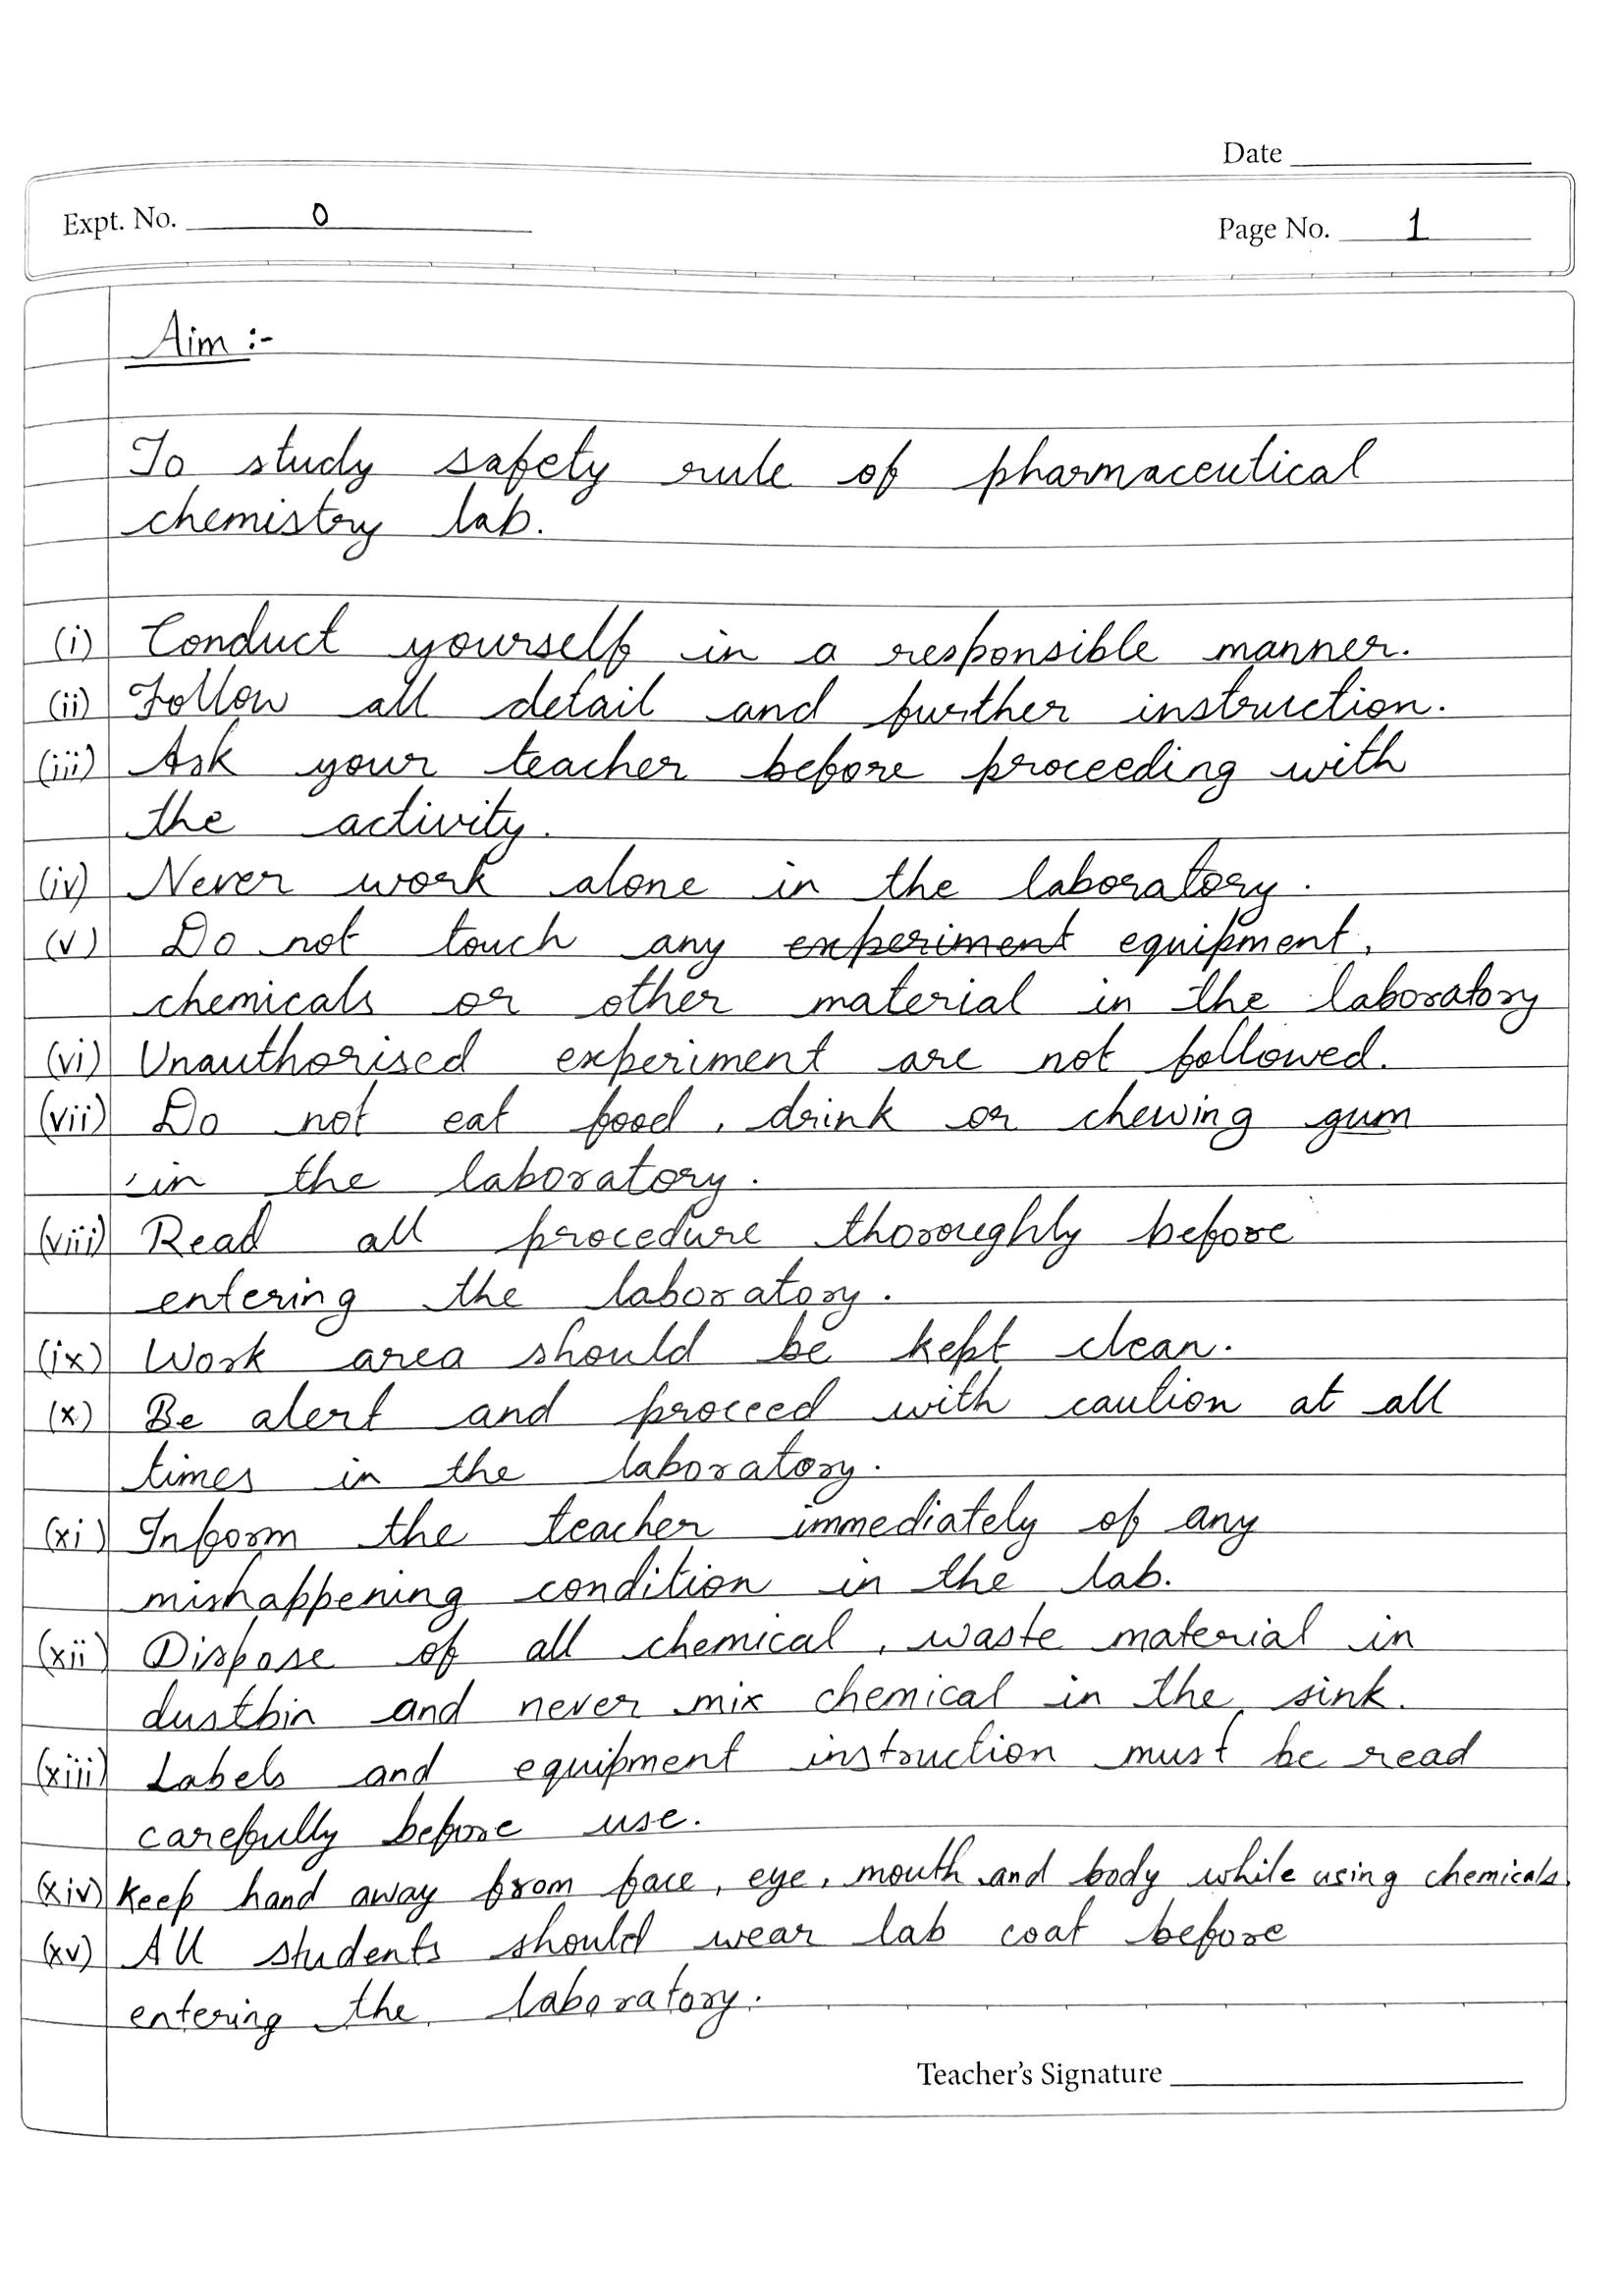 Date
Expt. No. 0
Page No. 1
Aim :-
To study safety rule of pharmaceutical
chemistry lab.
(i) Conduct yourself in a responsible manner.
(ii) Follow all detail and further instruction.
(iii) Ask your teacher before proceeding with
the activity.
(iv) Never work alone in the laboratory.
(v) Do not touch any experiment equipment,
chemicals or other material in the laboratory
(vi) Unauthorised experiment are not followed.
(vii) Do not eat food, drink or chewing gum
in the laboratory.
(viii) Read all procedure thoroughly before
entering the laboratory.
(ix) Work area should be kept clean.
(x) Be alert and proceed with caution at all
times in the laboratory.
(xi) Inform the teacher immediately of any
mishappening condition in the lab.
(xii) Dispose of all chemical, waste material in
dustbin and never mix chemical in the sink.
(xiii) Labels and equipment instruction must be read
carefully before use.
(xiv) Keep hand away from face, eye, mouth and body while using chemicals.
(xv) All students should wear lab coat before
entering the laboratory.
Teacher's Signature